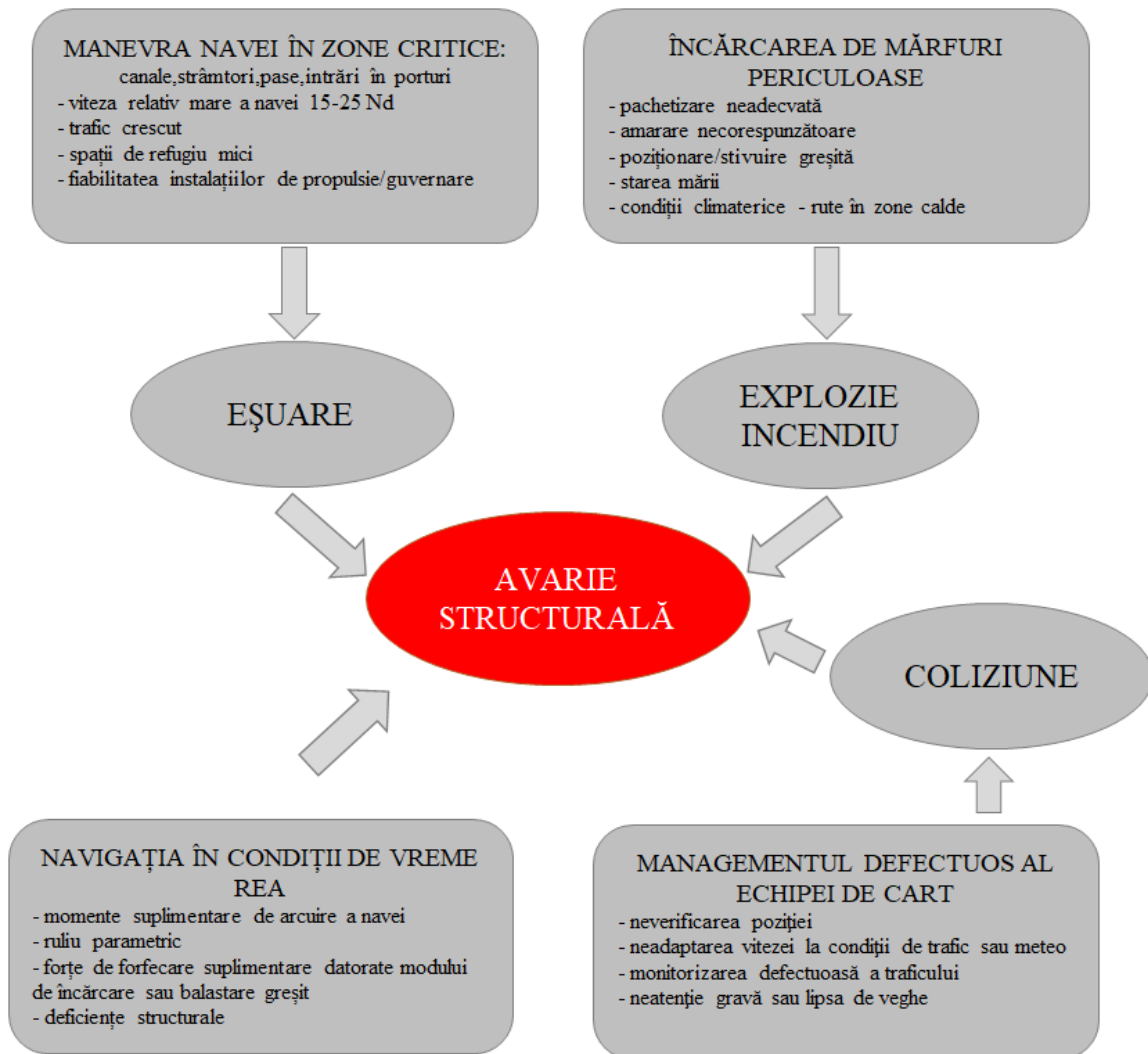 MANEVRA NAVEI ÎN ZONE CRITICE:
canale,strâmtori,pase,intrări în porturi
- viteza relativ mare a navei 15-25 Nd
- trafic crescut
- spații de refugiu mici
- fiabilitatea instalațiilor de propulsie/guvernare
ÎNCĂRCAREA DE MĂRFURI
PERICULOASE
- pachetizare neadecvată
- amarare necorespunzătoare
- poziționare/stivuire greșită
- starea mării
- condiții climaterice - rute în zone calde
EŞUARE
EXPLOZIE
INCENDIU
AVARIE
STRUCTURALĂ
COLIZIUNE
NAVIGAȚIA ÎN CONDIȚII DE VREME
REA
- momente suplimentare de arcuire a navei
- ruliu parametric
- forțe de forfecare suplimentare datorate modului
de încărcare sau balastare greșit
- deficiențe structurale
MANAGEMENTUL DEFECTUOS AL
ECHIPEI DE CART
- neverificarea poziției
- neadaptarea vitezei la condiții de trafic sau meteo
- monitorizarea defectuoasă a traficului
- neatenție gravă sau lipsa de veghe